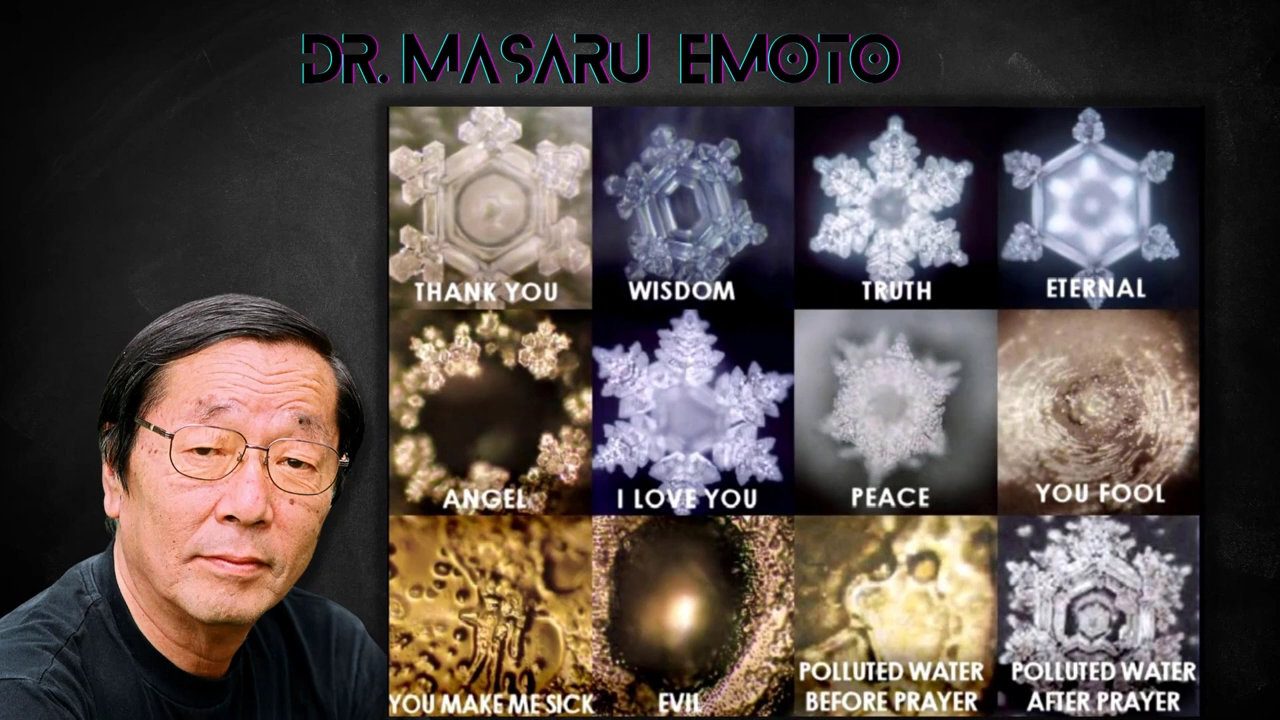 DR. MASARU EMOTO
THANK YOU
WISDOM
TRUTH
ETERNAL
ANGEL
I LOVE YOU
PEACE
YOU FOOL
YOU MAKE ME SICK
EVIL
POLLUTED WATER
BEFORE PRAYER
POLLUTED WATER
AFTER PRAYER